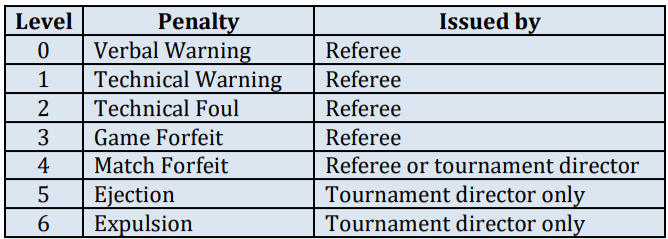 Level Penalty Issued by
0 Verbal Warning Referee
1 Technical Warning Referee
2 Technical Foul Referee
3 Game Forfeit Referee
4 Match Forfeit Referee or tournament director
5 Ejection Tournament director only
6 Expulsion Tournament director only